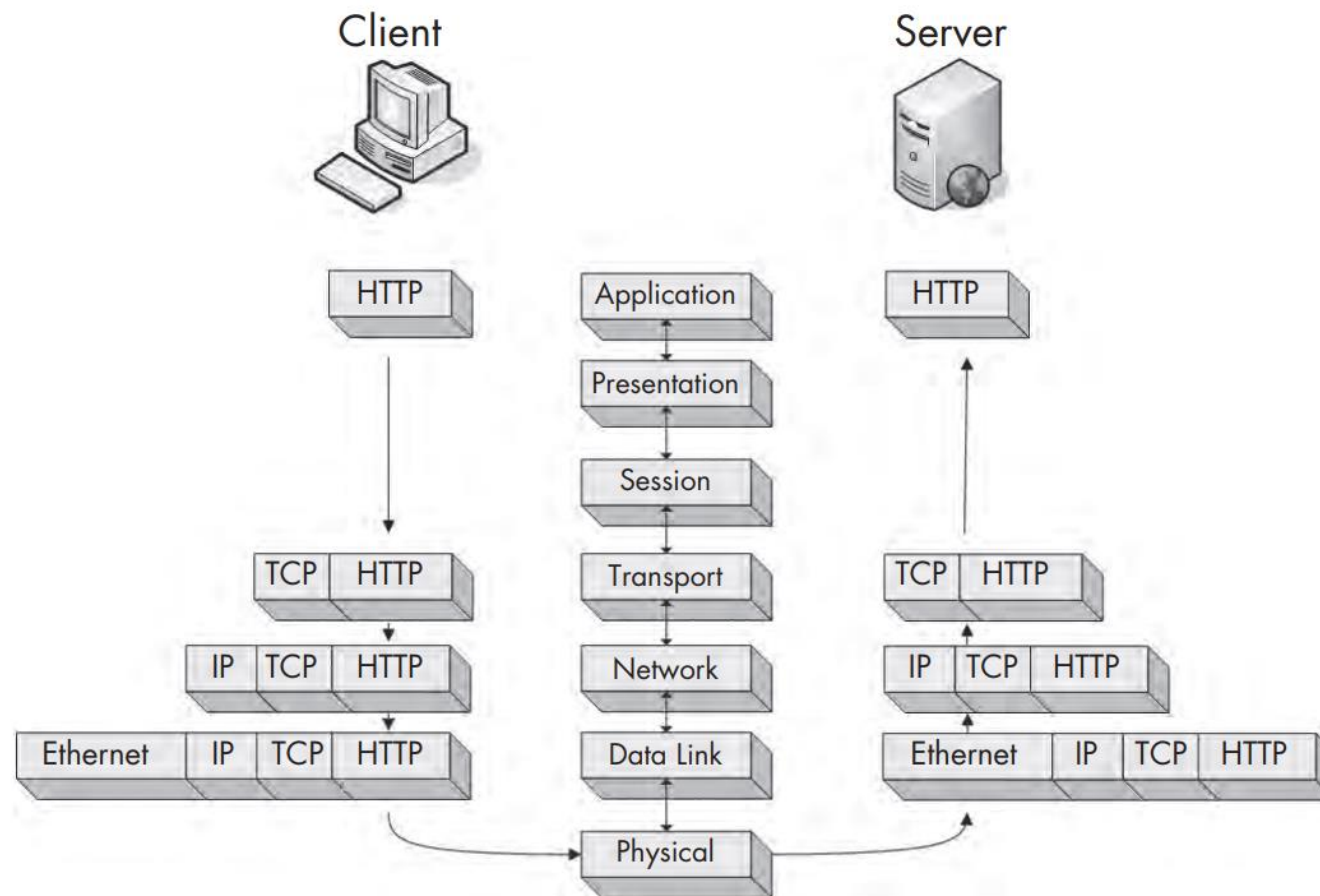 Client Server
HTTP Application HTTP
Presentation
Session
TCP HTTP Transport TCP HTTP
IP TCP HTTP Network IP TCP HTTP
Ethernet IP TCP HTTP Data Link Ethernet IP TCP HTTP
Physical